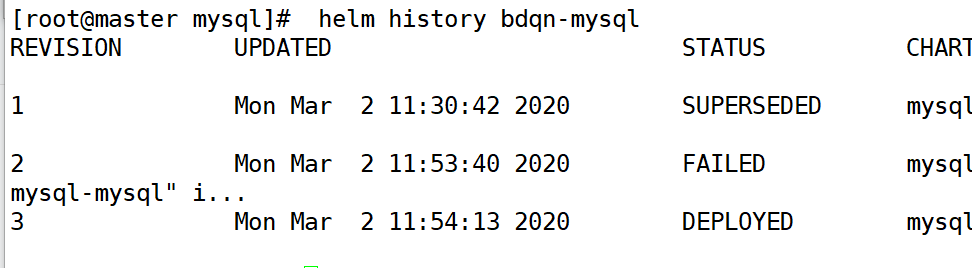 [root@master mysql]#  helm history bdqn-mysql
REVISION UPDATED STATUS CHART
1 Mon Mar  2 11:30:42 2020 SUPERSEDED mysql
2 Mon Mar  2 11:53:40 2020 FAILED mysql
mysql-mysql" i...
3 Mon Mar  2 11:54:13 2020 DEPLOYED mysql